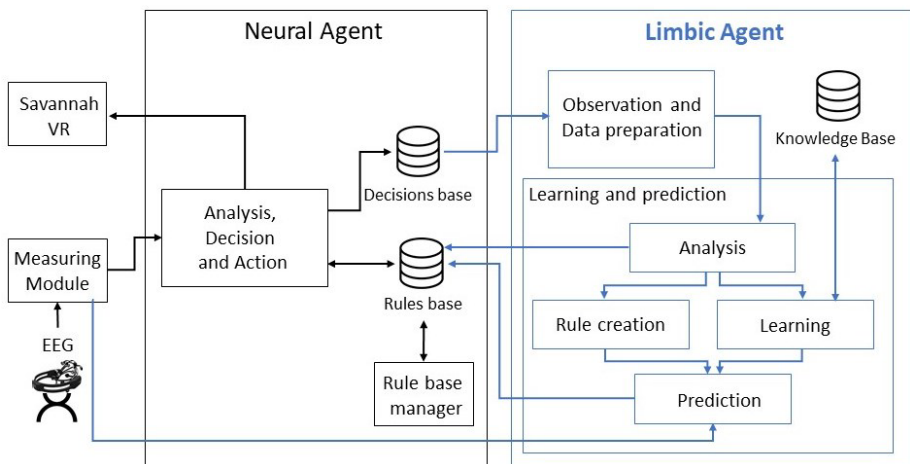 Neural Agent
Limbic Agent
Savannah
VR
Observation and
Data preparation
Knowledge Base
Decisions base
Learning and prediction
Analysis,
Decision
and Action
Analysis
Measuring
Module
Rules base
Rule creation
Learning
EEG
Rule base
manager
Prediction